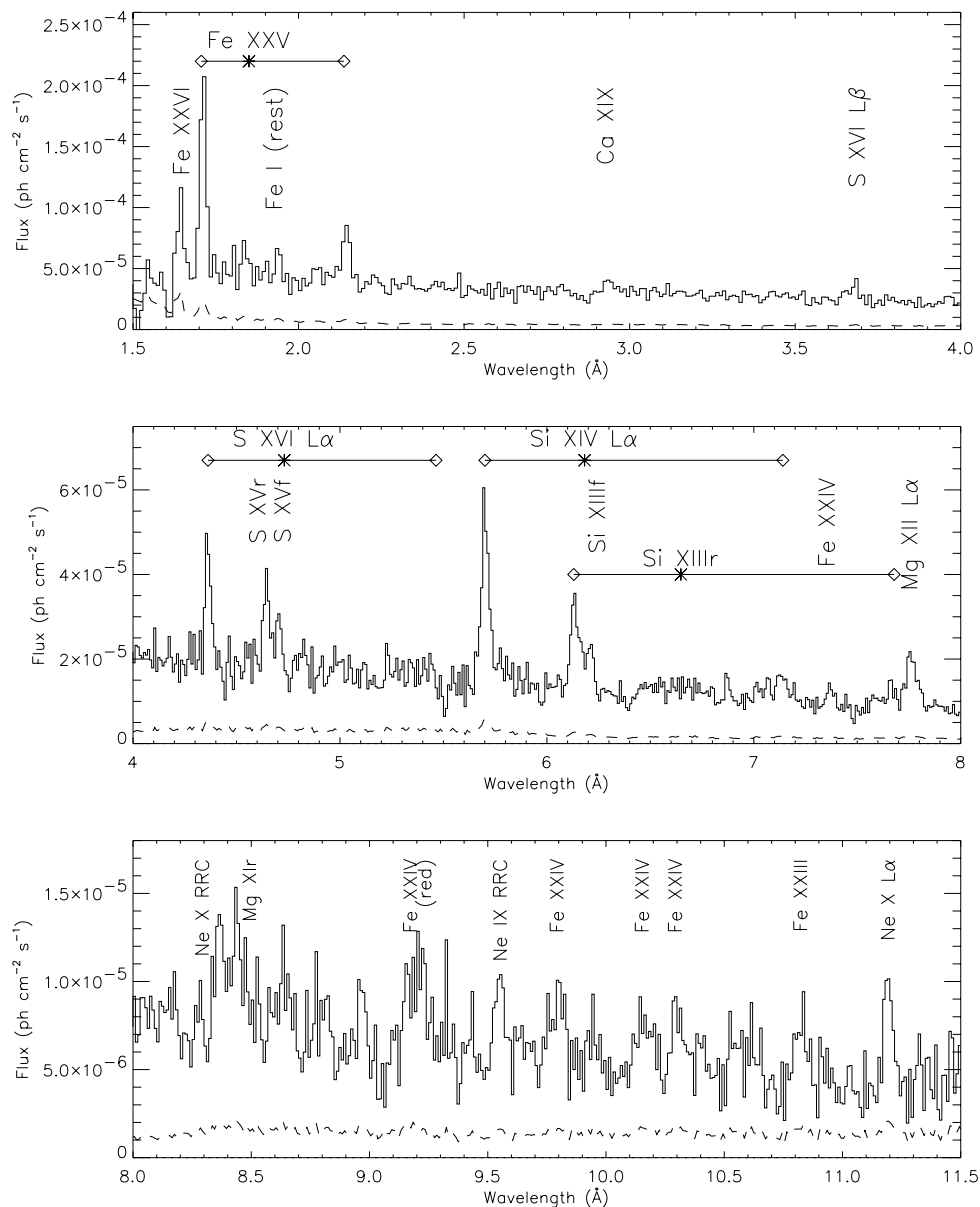 2.5×10⁻⁴
2.0×10⁻⁴
1.5×10⁻⁴
1.0×10⁻⁴
5.0×10⁻⁵
0
Flux (ph cm⁻² s⁻¹)
Fe XXV
Fe XXVI
Fe I (rest)
Ca XIX
S XVI Lβ
1.5 2.0 2.5 3.0 3.5 4.0
Wavelength (Å)
6×10⁻⁵
4×10⁻⁵
2×10⁻⁵
0
Flux (ph cm⁻² s⁻¹)
S XVI Lα
S XVr
S XVf
Si XIV Lα
Si XIIIf
Si XIIIr
Fe XXIV
Mg XII Lα
4 5 6 7 8
Wavelength (Å)
1.5×10⁻⁵
1.0×10⁻⁵
5.0×10⁻⁶
0
Flux (ph cm⁻² s⁻¹)
Ne X RRC
Mg XIr
Fe XXIV
(red)
Ne IX RRC
Fe XXIV
Fe XXIV
Fe XXIV
Fe XXIII
Ne X Lα
8.0 8.5 9.0 9.5 10.0 10.5 11.0 11.5
Wavelength (Å)